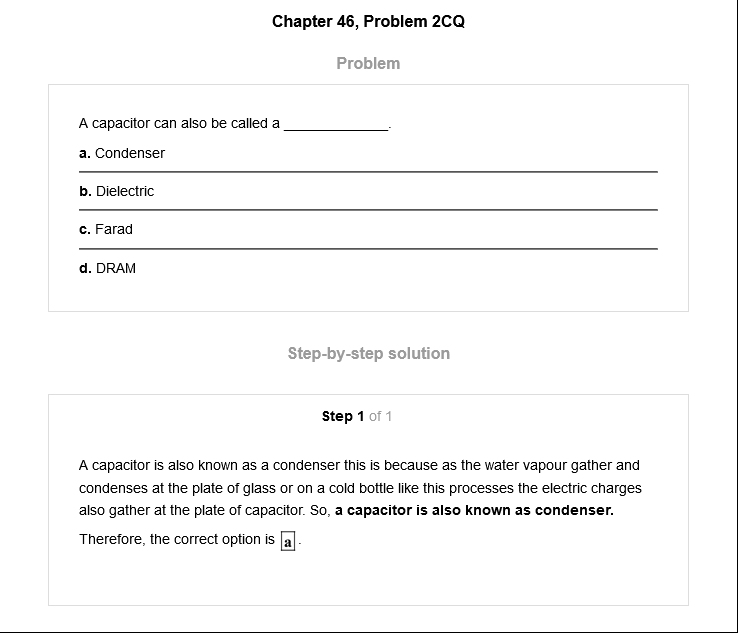 Chapter 46, Problem 2CQ
Problem
A capacitor can also be called a _____________.
a. Condenser
b. Dielectric
c. Farad
d. DRAM
Step-by-step solution
Step 1 of 1
A capacitor is also known as a condenser this is because as the water vapour gather and
condenses at the plate of glass or on a cold bottle like this processes the electric charges
also gather at the plate of capacitor. So, a capacitor is also known as condenser.
Therefore, the correct option is a .